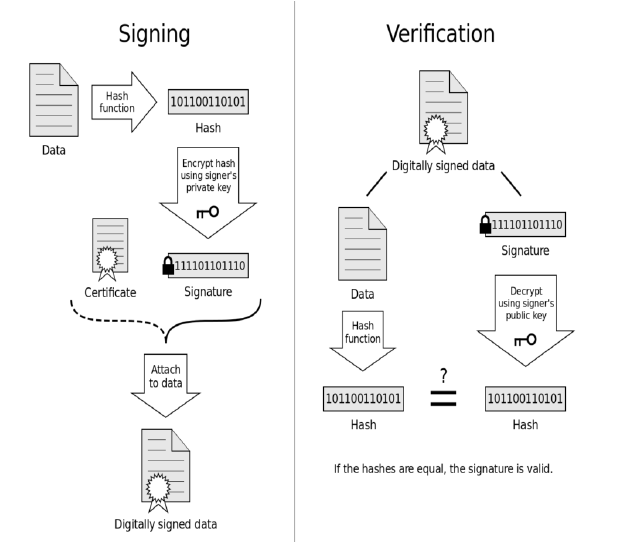 Signing
Hash
function
101100110101
Hash
Data
Encrypt hash
using signer's
private key
Certificate
111101101110
Signature
Attach
to data
Digitally signed data
Verification
Digitally signed data
Data
111101101110
Signature
Hash
function
Decrypt
using signer's
public key
101100110101
Hash
?
=
101100110101
Hash
If the hashes are equal, the signature is valid.